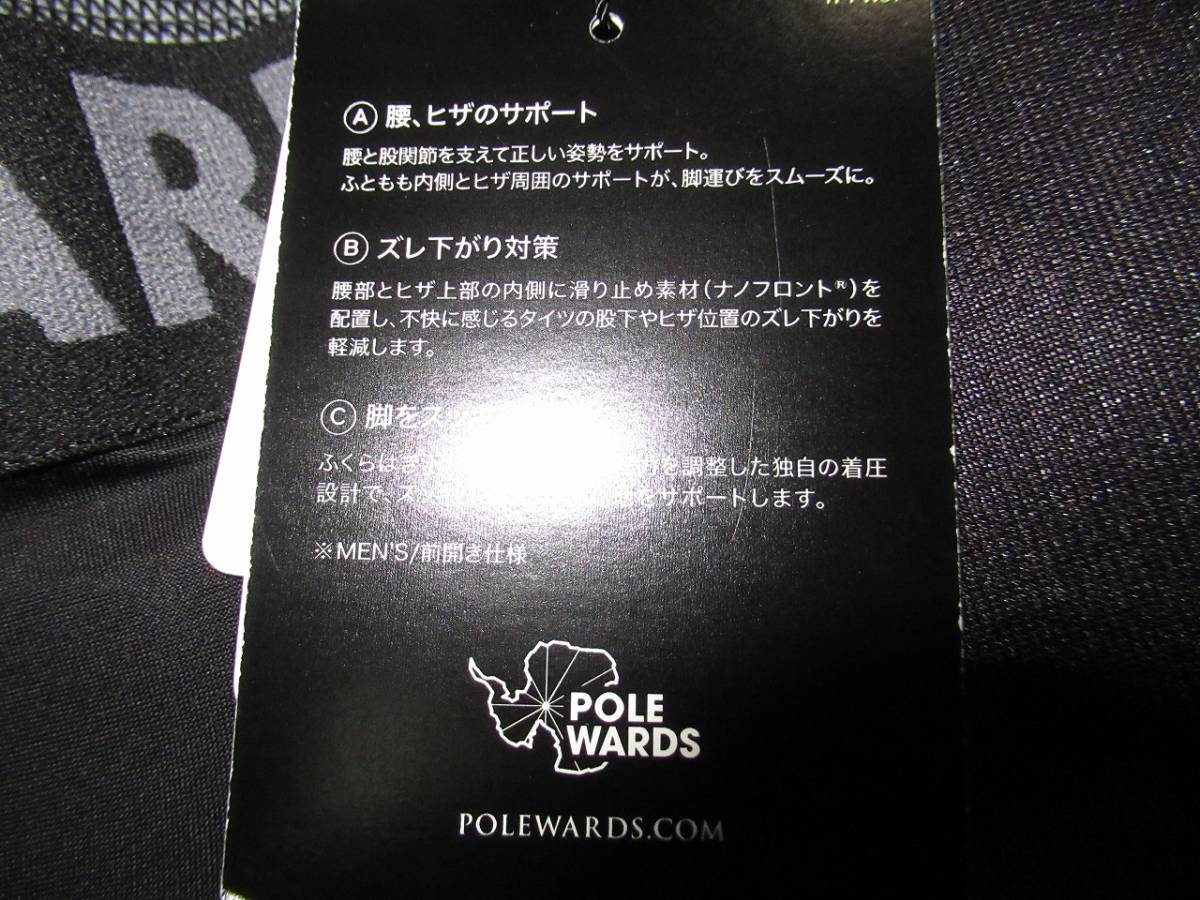 Ⓐ 腰、ヒザのサポート
腰と股関節を支えて正しい姿勢をサポート。
ふともも内側とヒザ周囲のサポートが、脚運びをスムーズに。
Ⓑ ズレ下がり対策
腰部とヒザ上部の内側に滑り止め素材(ナノフロント®)を
配置し、不快に感じるタイツの股下やヒザ位置のズレ下がりを
軽減します。
Ⓒ 脚をスッ
ふくらはぎ を調整した独自の着圧
設計で、ス をサポートします。
※MEN'S/前開き仕様
POLE
WARDS
POLEWARDS.COM